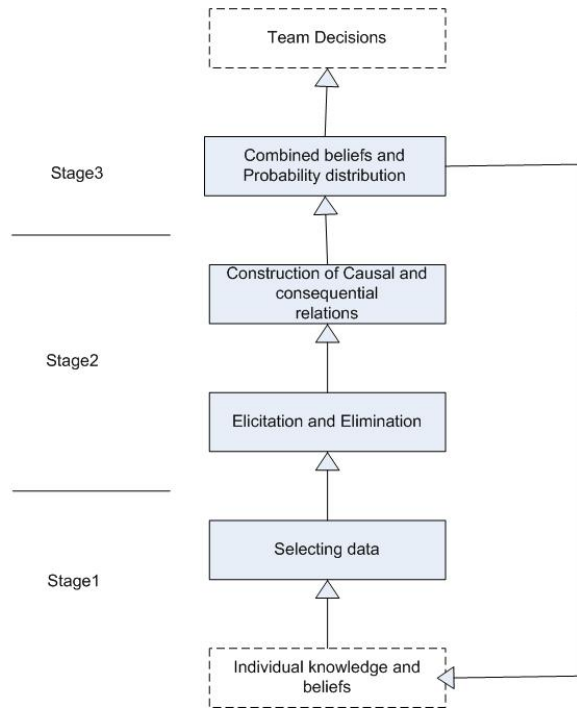 Team Decisions
Stage3
Combined beliefs and
Probability distribution
Construction of Causal and
consequential
relations
Stage2
Elicitation and Elimination
Selecting data
Stage1
Individual knowledge and
beliefs